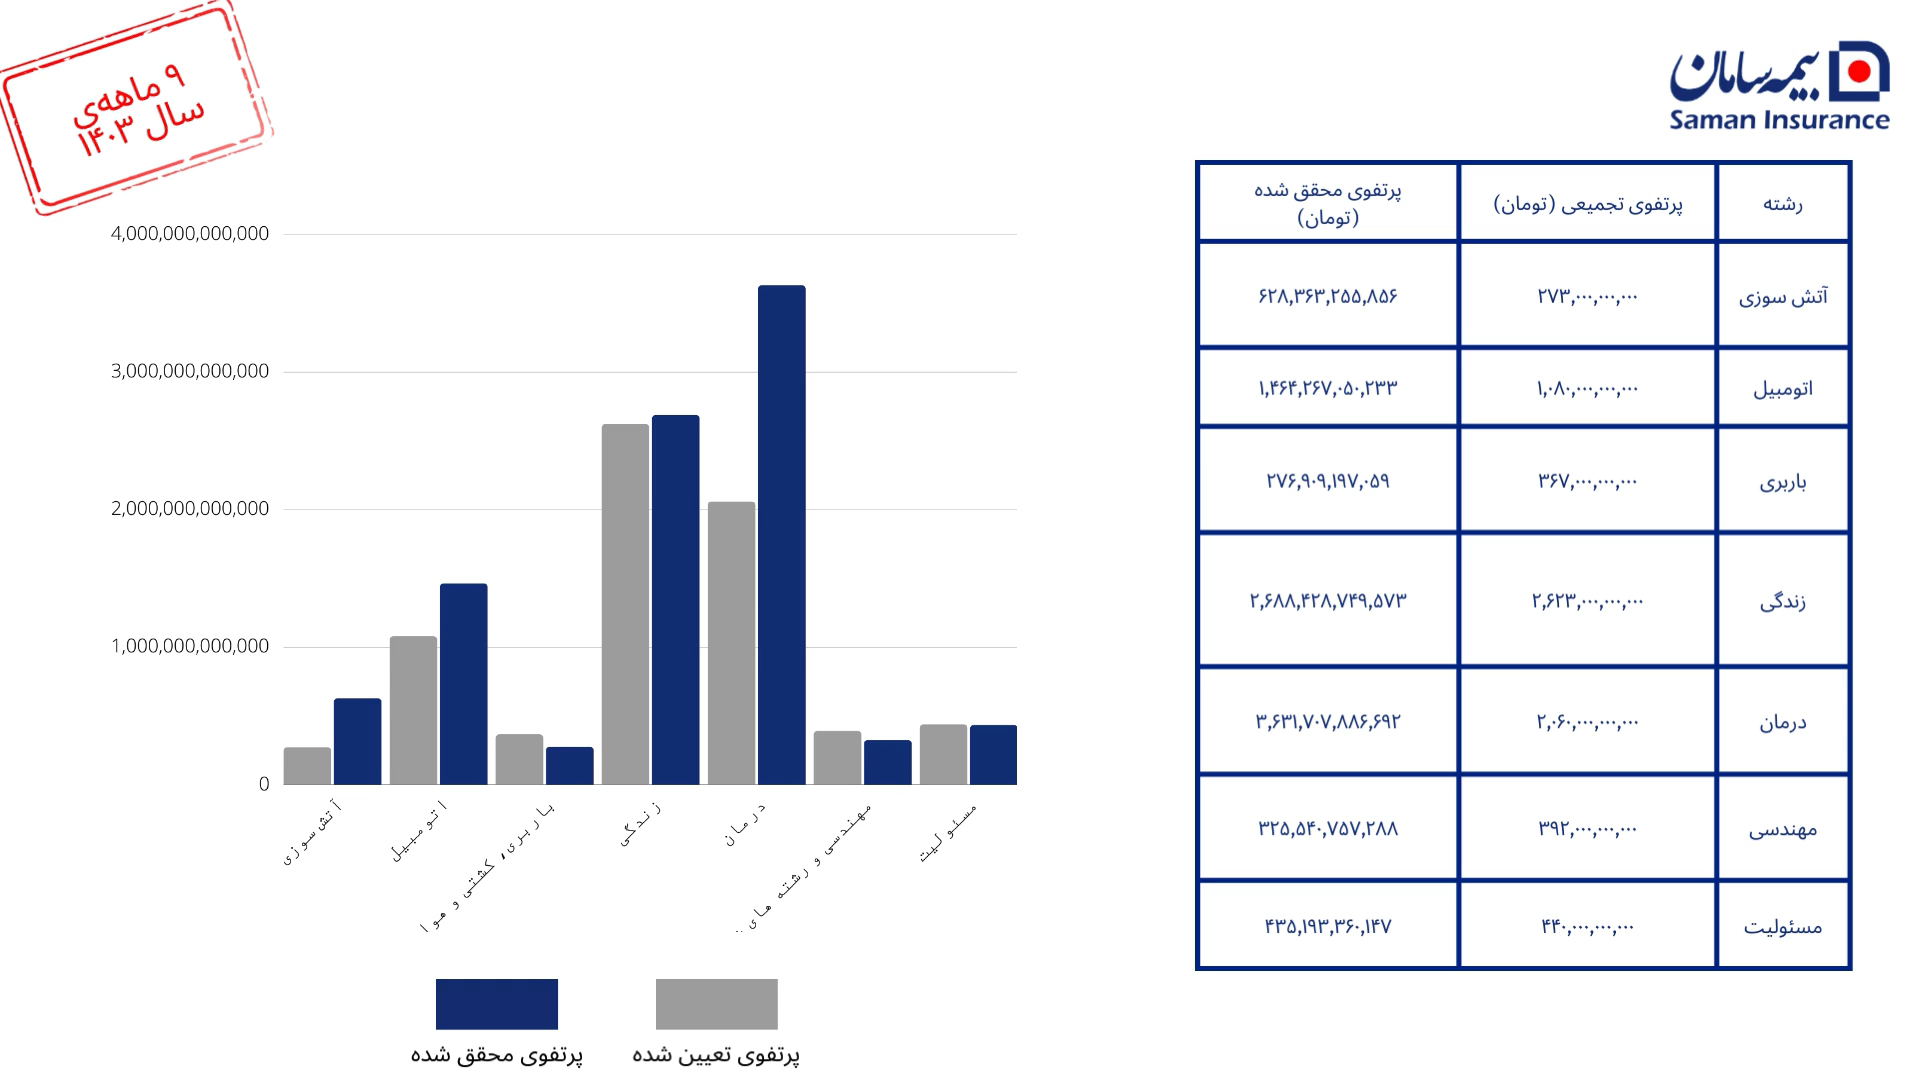 ۹ ماهه‌ی
سال ۱۴۰۳
بیمه سامان
Saman Insurance
رشته	پرتفوی تجمیعی (تومان)	پرتفوی محقق شده (تومان)
آتش سوزی	۲۷۳,۰۰۰,۰۰۰,۰۰۰	۶۲۸,۳۶۳,۲۵۵,۸۵۶
اتومبیل	۱,۰۸۰,۰۰۰,۰۰۰,۰۰۰	۱,۴۶۴,۲۶۷,۰۵۰,۲۳۳
باربری	۳۶۷,۰۰۰,۰۰۰,۰۰۰	۲۷۶,۹۰۹,۱۹۷,۰۵۹
زندگی	۲,۶۲۳,۰۰۰,۰۰۰,۰۰۰	۲,۶۸۸,۴۲۸,۷۴۹,۵۷۳
درمان	۲,۰۶۰,۰۰۰,۰۰۰,۰۰۰	۳,۶۳۱,۷۰۷,۸۸۶,۶۹۲
مهندسی	۳۹۲,۰۰۰,۰۰۰,۰۰۰	۳۲۵,۵۴۰,۷۵۷,۲۸۸
مسئولیت	۴۴۰,۰۰۰,۰۰۰,۰۰۰	۴۳۵,۱۹۳,۳۶۰,۱۴۷
4,000,000,000,000
3,000,000,000,000
2,000,000,000,000
1,000,000,000,000
0
آتش سوزی
اتومبیل
باربری، کشتی و هوا
زندگی
درمان
مهندسی و رشته های
مسئولیت
پرتفوی تعیین شده
پرتفوی محقق شده